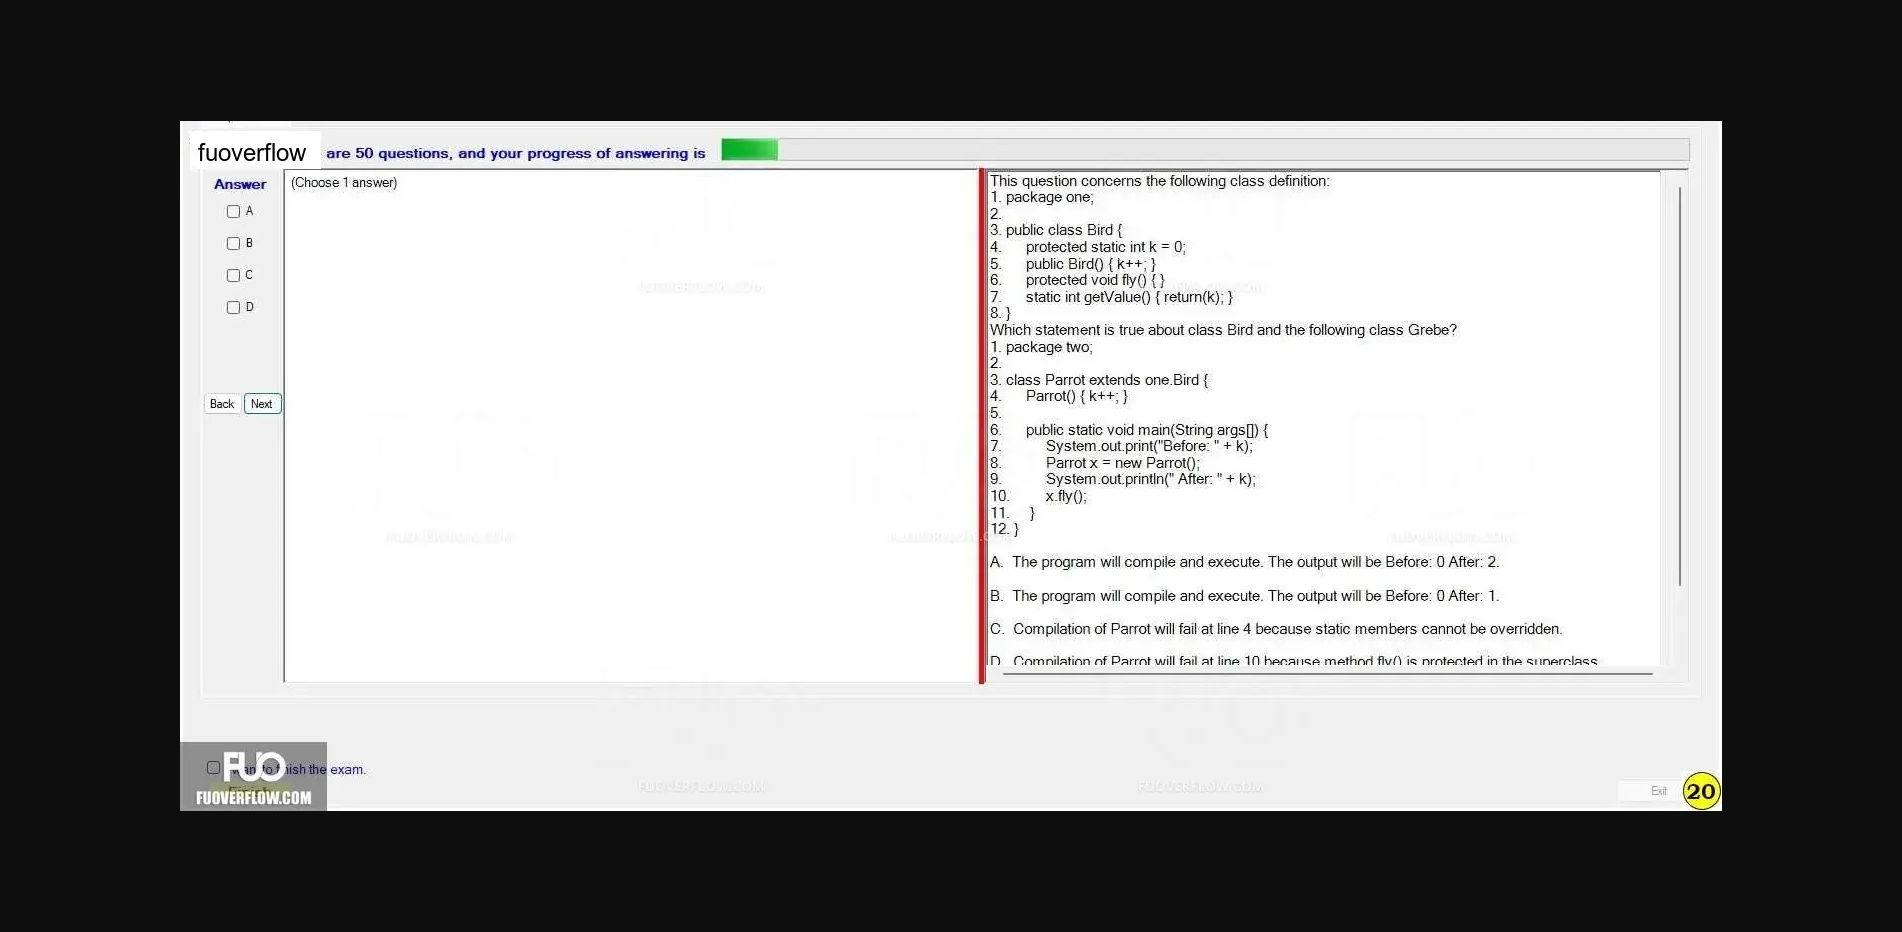 fuoverflow are 50 questions, and your progress of answering is
Answer
A
B
C
D
Back Next
(Choose 1 answer)
This question concerns the following class definition:
1. package one;
2.
3. public class Bird {
4. protected static int k = 0;
5. public Bird() { k++; }
6. protected void fly() { }
7. static int getValue() { return(k); }
8. }
Which statement is true about class Bird and the following class Grebe?
1. package two;
2.
3. class Parrot extends one.Bird {
4. Parrot() { k++; }
5.
6. public static void main(String args[]) {
7. System.out.print("Before: " + k);
8. Parrot x = new Parrot();
9. System.out.println(" After: " + k);
10. x.fly();
11. }
12. }
A. The program will compile and execute. The output will be Before: 0 After: 2.
B. The program will compile and execute. The output will be Before: 0 After: 1.
C. Compilation of Parrot will fail at line 4 because static members cannot be overridden.
D. Compilation of Parrot will fail at line 10 because method fly() is protected in the superclass
FUO
the exam.
FUOVERFLOW.COM
FUOVERFLOW.COM
FUOVERFLOW.COM
Exit
20